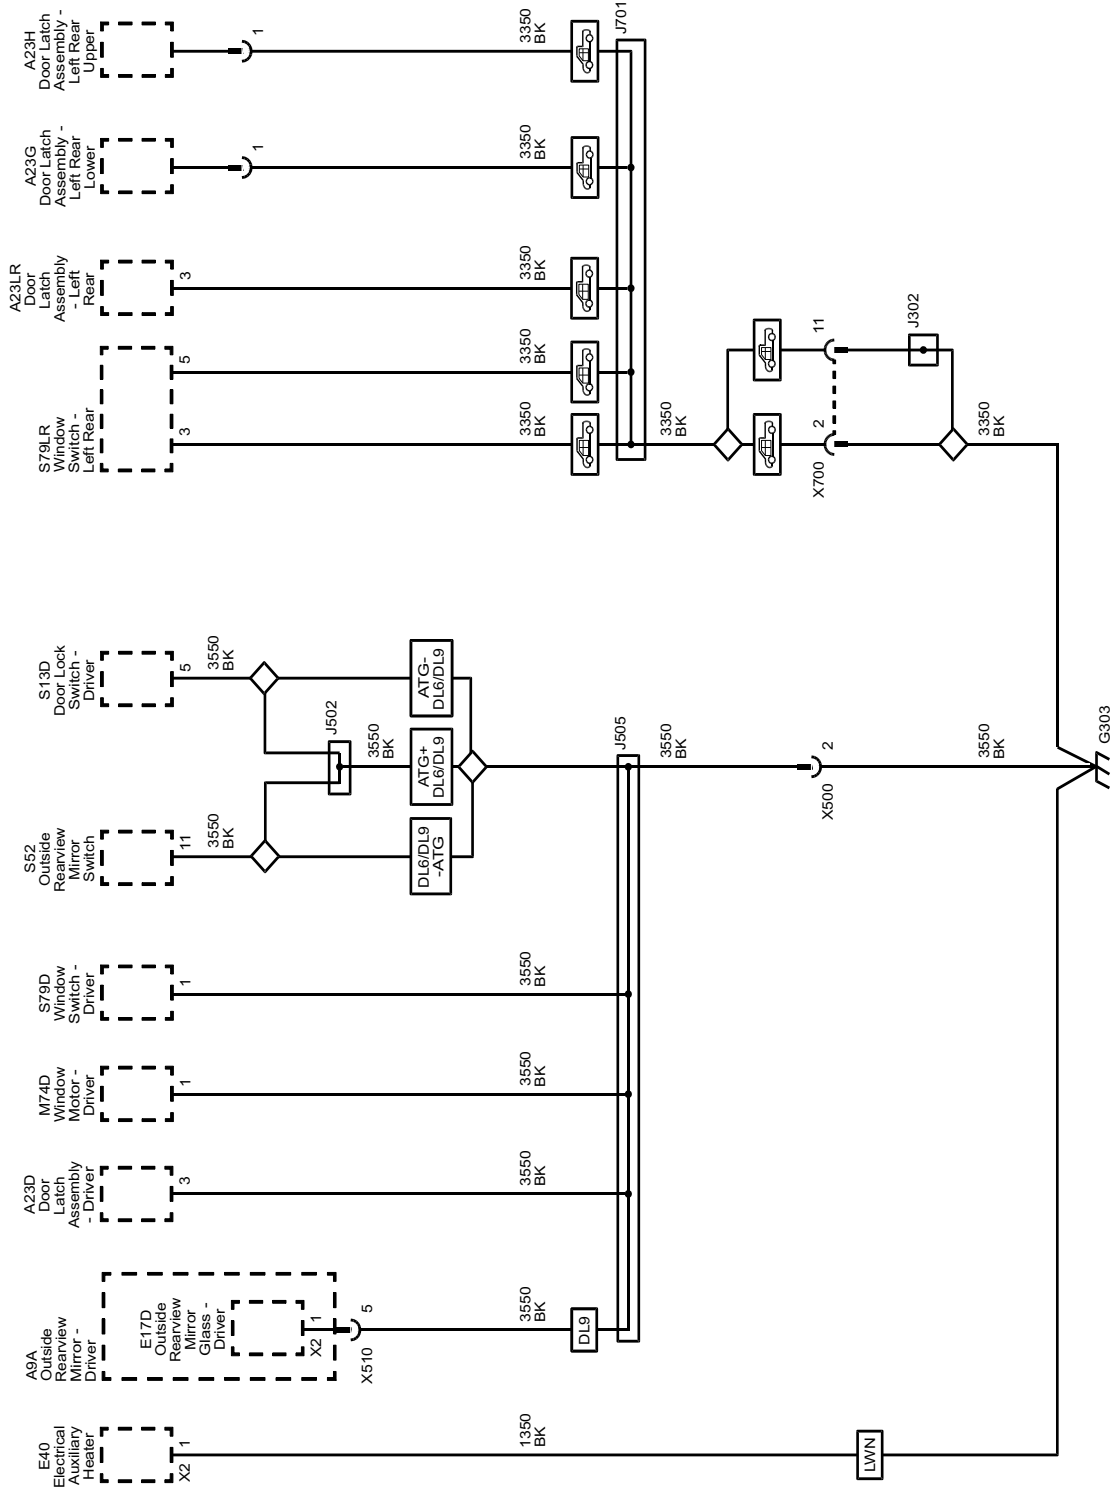 E40
Electrical
Auxiliary
Heater
X2
1
1350
BK
LWN
A9A
Outside
Rearview
Mirror -
Driver
E17D
Outside
Rearview
Mirror
Glass -
Driver
X2
1
X510
5
3550
BK
DL9
A23D
Door
Latch
Assembly
- Driver
3
3550
BK
M74D
Window
Motor -
Driver
1
3550
BK
S79D
Window
Switch -
Driver
1
3550
BK
S52
Outside
Rearview
Mirror
Switch
11
3550
BK
DL6/DL9
-ATG
J502
3550
BK
ATG+
DL6/DL9
S13D
Door Lock
Switch -
Driver
5
3550
BK
ATG-
DL6/DL9
J505
3550
BK
X500
2
3550
BK
G303
S79LR
Window
Switch -
Left Rear
3
5
3350
BK
3350
BK
A23LR
Door
Latch
Assembly
- Left
Rear
3
3350
BK
A23G
Door Latch
Assembly -
Left Rear
Lower
1
3350
BK
A23H
Door Latch
Assembly -
Left Rear
Upper
1
3350
BK
J701
3350
BK
X700
2
11
J302
3350
BK